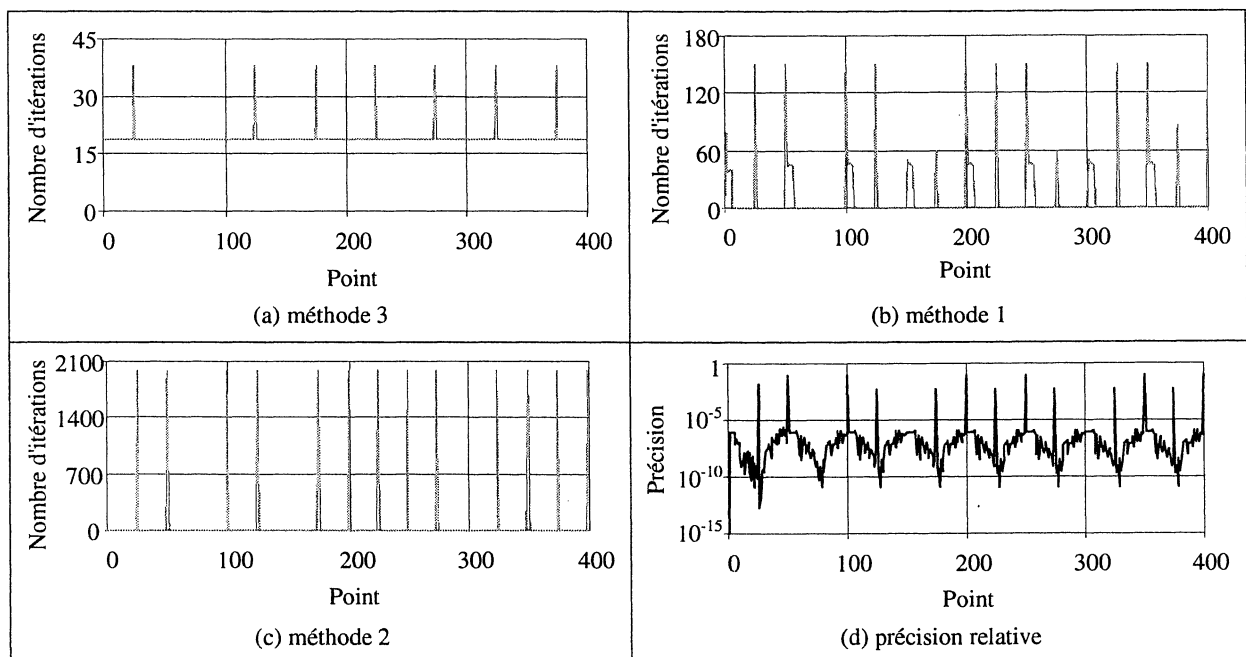 Nombre d'itérations
45
30
15
0
0 100 200 300 400
Point
(a) méthode 3
Nombre d'itérations
180
120
60
0
0 100 200 300 400
Point
(b) méthode 1
Nombre d'itérations
2100
1400
700
0
0 100 200 300 400
Point
(c) méthode 2
Précision
1
10⁻⁵
10⁻¹⁰
10⁻¹⁵
0 100 200 300 400
Point
(d) précision relative